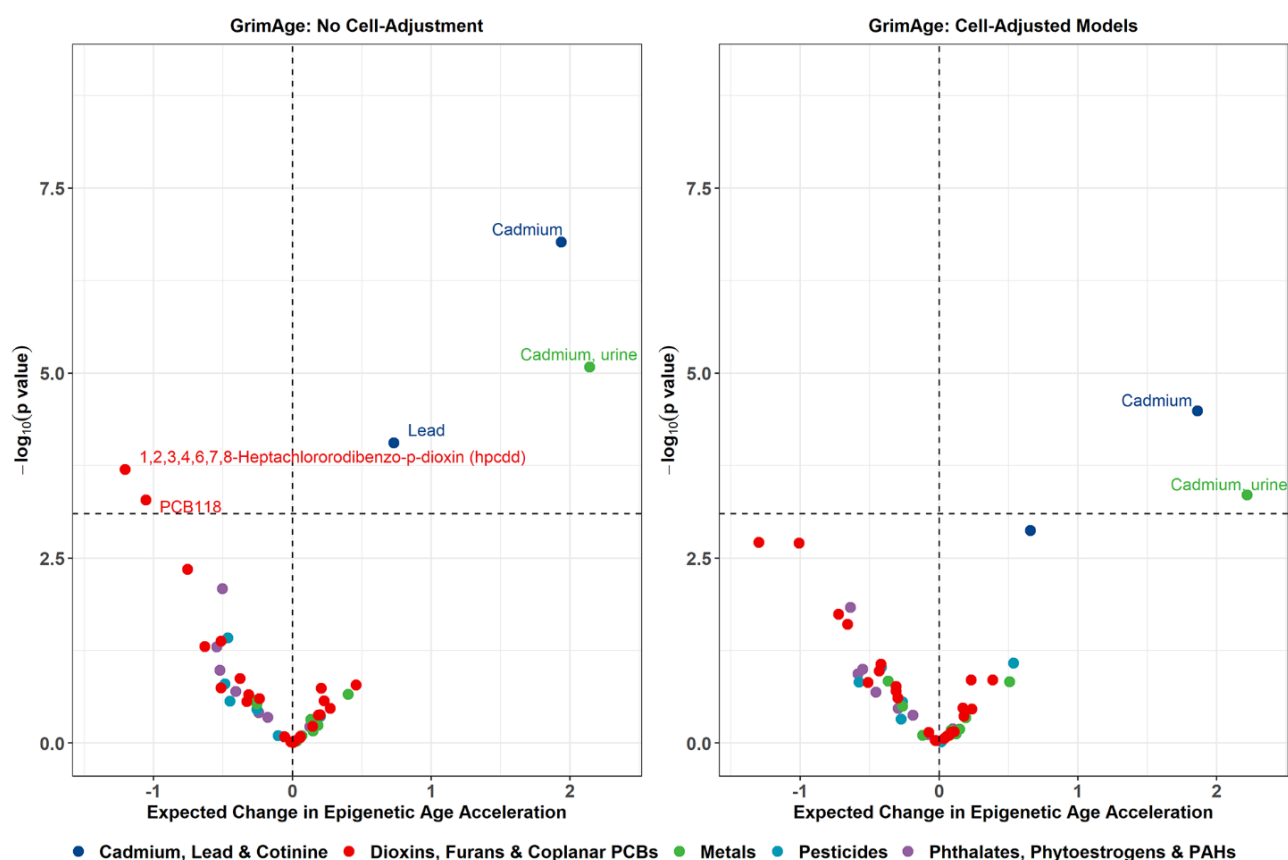 GrimAge: No Cell-Adjustment
7.5
5.0
2.5
0.0
-1
0
1
2
−log10(p value)
Expected Change in Epigenetic Age Acceleration
Cadmium
Cadmium, urine
Lead
1,2,3,4,6,7,8-Heptachlororodibenzo-p-dioxin (hpcdd)
PCB118
GrimAge: Cell-Adjusted Models
7.5
5.0
2.5
0.0
-1
0
1
2
−log10(p value)
Expected Change in Epigenetic Age Acceleration
Cadmium
Cadmium, urine
Cadmium, Lead & Cotinine Dioxins, Furans & Coplanar PCBs Metals Pesticides Phthalates, Phytoestrogens & PAHs